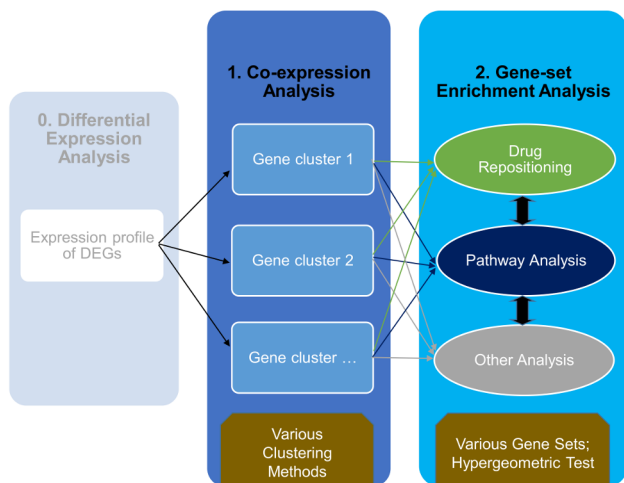 0. Differential
Expression
Analysis
Expression profile
of DEGs
1. Co-expression
Analysis
Gene cluster 1
Gene cluster 2
Gene cluster ...
Various
Clustering
Methods
2. Gene-set
Enrichment Analysis
Drug
Repositioning
Pathway Analysis
Other Analysis
Various Gene Sets;
Hypergeometric Test